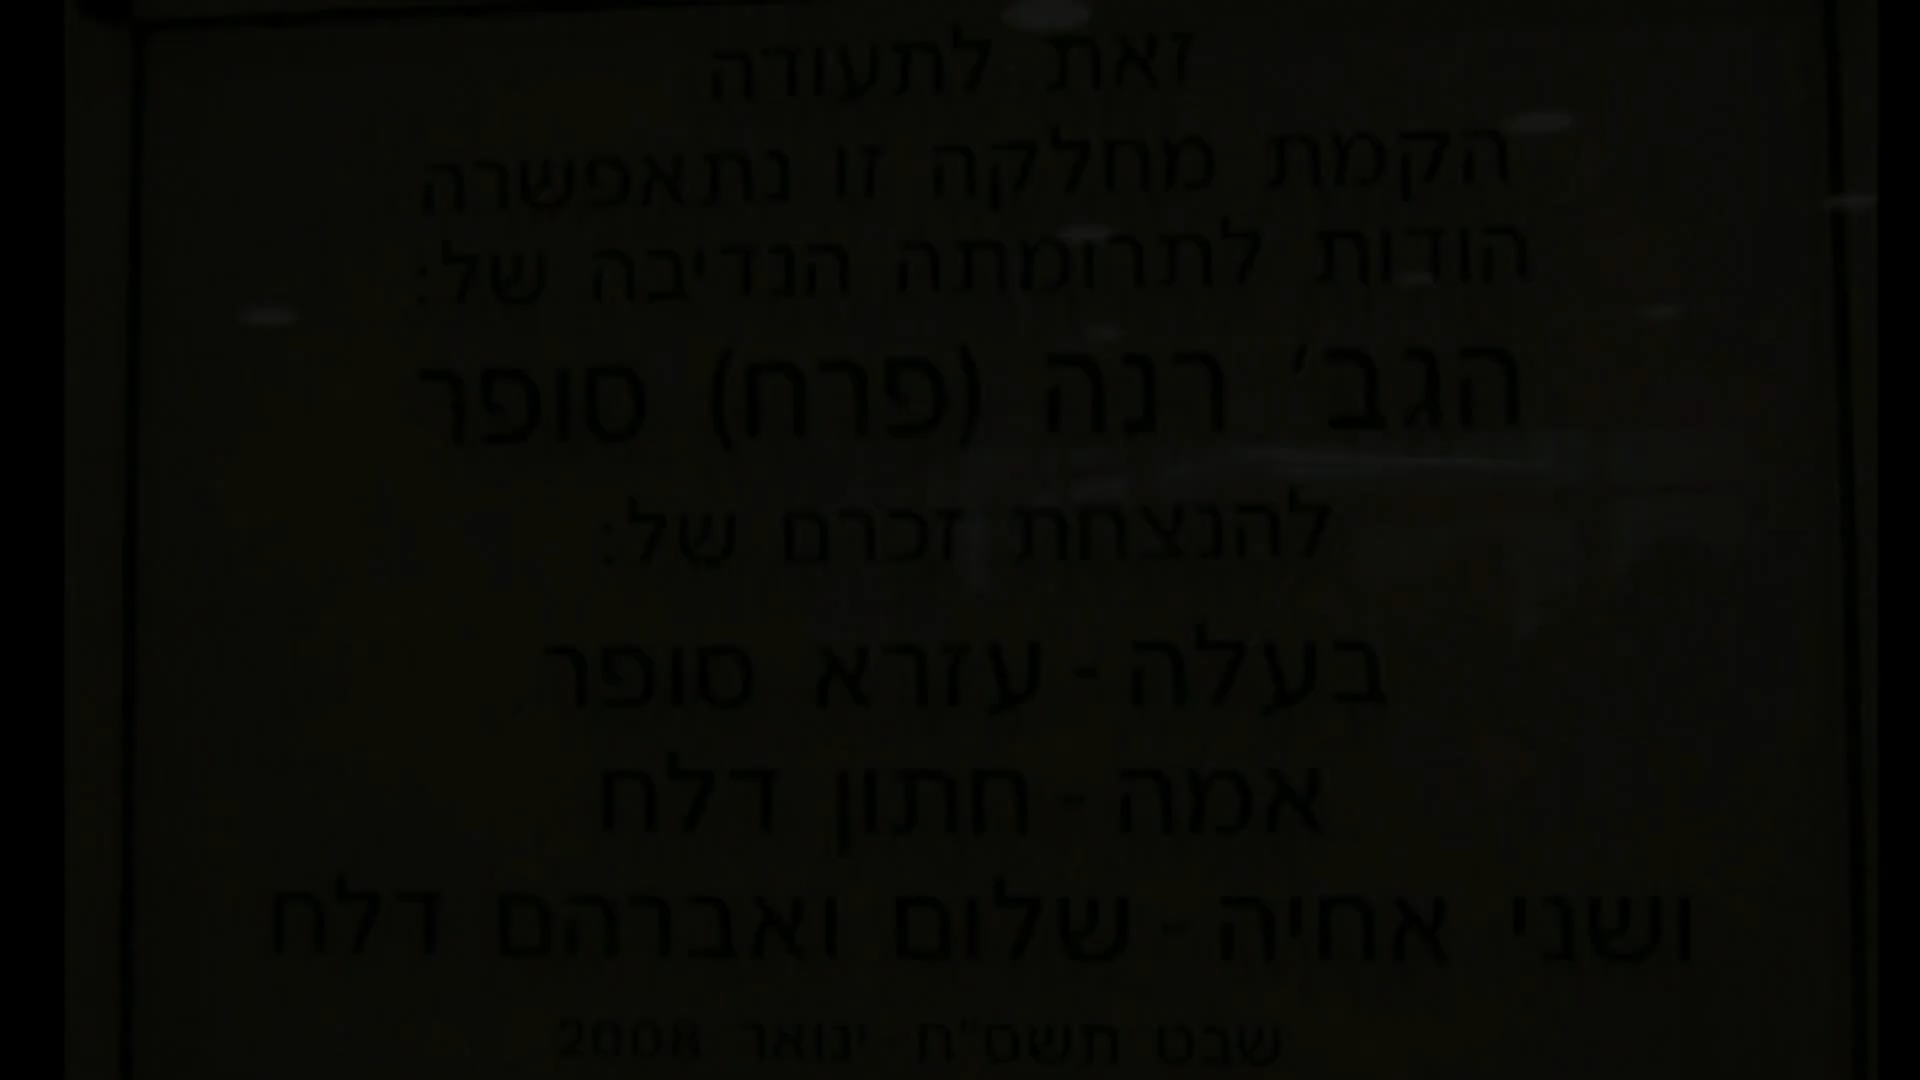 זאת לתעודה
הקמת מחלקה זו נתאפשרה
הודות לתרומתה הנדיבה של:
הגב' רנה (פרח) סופר
להנצחת זכרם של:
בעלה - עזרא סופר
אמה - חתון דלח
ושני אחיה - שלום ואברהם דלח
שבט תשס"ח ינואר 2008